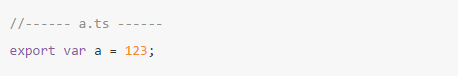 //------ a.ts ------
export var a = 123;